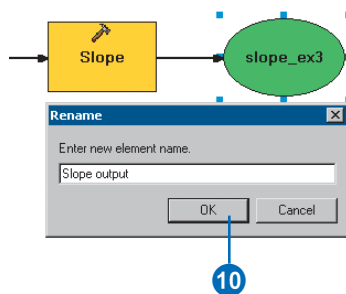 Slope
slope_ex3
Rename
Enter new element name.
Slope output
OK
Cancel
10